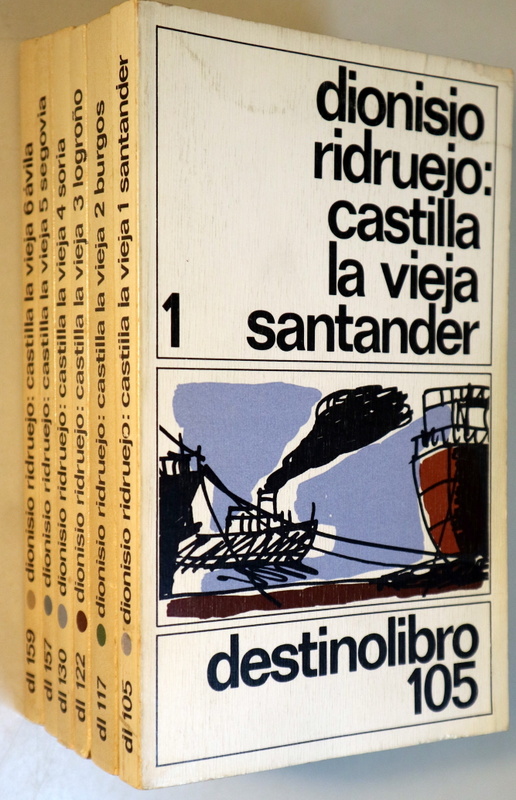 dionisio
ridruejo:
castilla
la vieja
1 santander
destinolibro
105
dl 159 dionisio ridruejo: castilla la vieja 6 ávila
dl 157 dionisio ridruejo: castilla la vieja 5 segovia
dl 130 dionisio ridruejo: castilla la vieja 4 soria
dl 122 dionisio ridruejo: castilla la vieja 3 logroño
dl 117 dionisio ridruejo: castilla la vieja 2 burgos
dl 105 dionisio ridruejo: castilla la vieja 1 santander